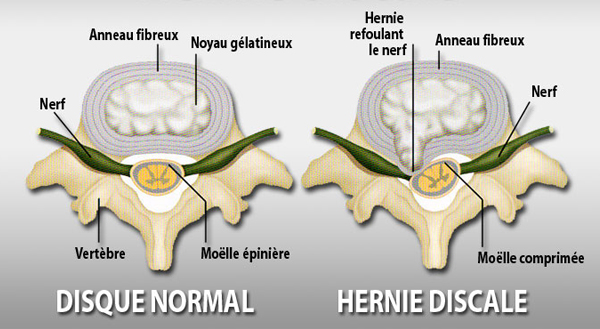 Anneau fibreux
Noyau gélatineux
Nerf
Vertèbre
Moëlle épinière
DISQUE NORMAL
Hernie
refoulant
le nerf
Anneau fibreux
Nerf
Moëlle comprimée
HERNIE DISCALE